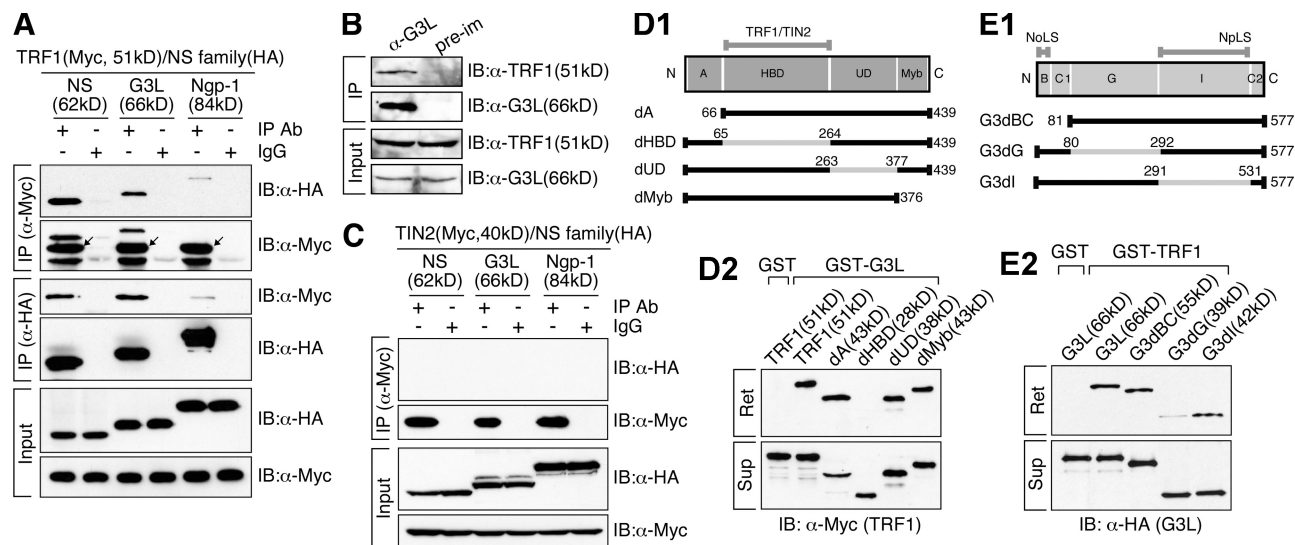 A
TRF1(Myc, 51kD)/NS family(HA)
NS G3L Ngp-1
(62kD) (66kD) (84kD)
+ - + - + - IP Ab
- + - + - + IgG
IP (α-Myc)
IB:α-HA
IB:α-Myc
IP (α-HA)
IB:α-Myc
IB:α-HA
Input
IB:α-HA
IB:α-Myc
B
α-G3L pre-im
IP
IB:α-TRF1(51kD)
IB:α-G3L(66kD)
Input
IB:α-TRF1(51kD)
IB:α-G3L(66kD)
C
TIN2(Myc,40kD)/NS family(HA)
NS G3L Ngp-1
(62kD) (66kD) (84kD)
+ - + - + - IP Ab
- + - + - + IgG
IP (α-Myc)
IB:α-HA
IB:α-Myc
Input
IB:α-HA
IB:α-Myc
D1
TRF1/TIN2
N A HBD UD Myb C
dA 66 439
dHBD 65 264 439
dUD 263 377 439
dMyb 376
E1
NoLS NpLS
N B C1 G I C2 C
G3dBC 81 577
G3dG 80 292 577
G3dI 291 531 577
D2
GST GST-G3L
TRF1(51kD)
TRF1(51kD)
dA(43kD)
dHBD(28kD)
dUD(38kD)
dMyb(43kD)
Ret
Sup
IB: α-Myc (TRF1)
E2
GST GST-TRF1
G3L(66kD)
G3L(66kD)
G3dBC(55kD)
G3dG(39kD)
G3dI(42kD)
Ret
Sup
IB: α-HA (G3L)